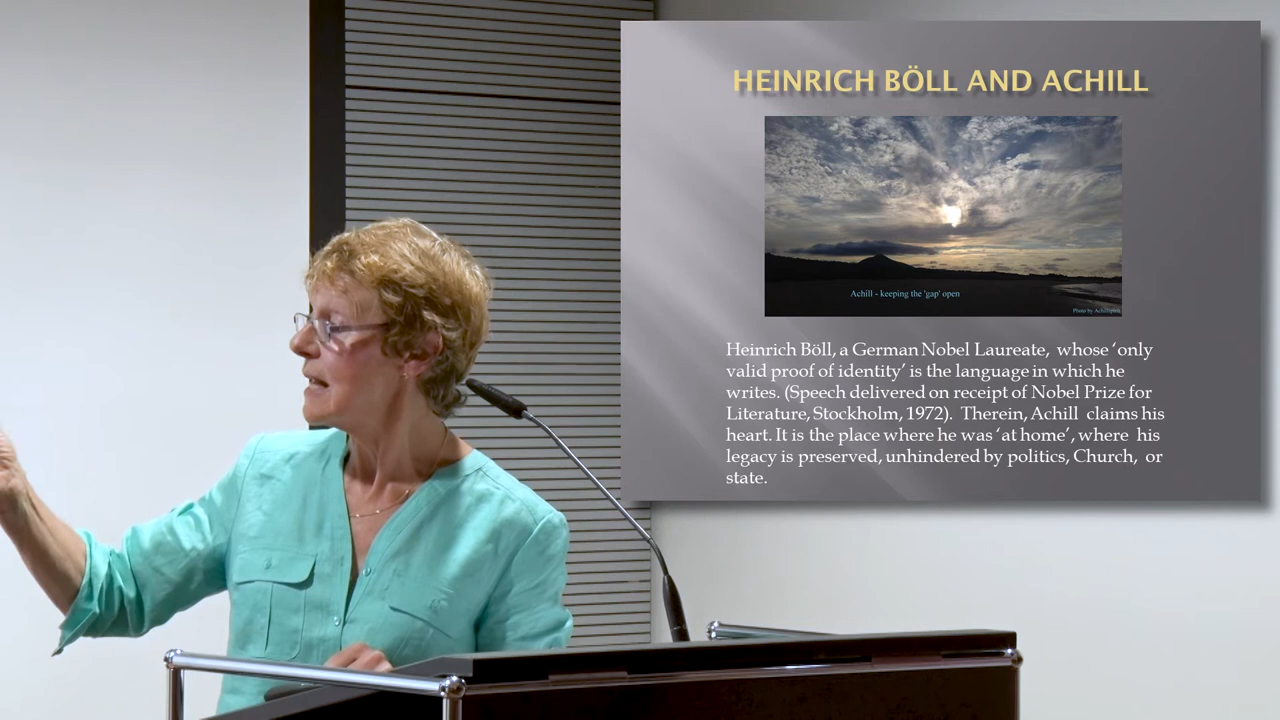 HEINRICH BÖLL AND ACHILL
Achill - keeping the 'gap' open
Photo by Achillopen
Heinrich Böll, a German Nobel Laureate, whose ‘only
valid proof of identity’ is the language in which he
writes. (Speech delivered on receipt of Nobel Prize for
Literature, Stockholm, 1972). Therein, Achill claims his
heart. It is the place where he was ‘at home’, where his
legacy is preserved, unhindered by politics, Church, or
state.